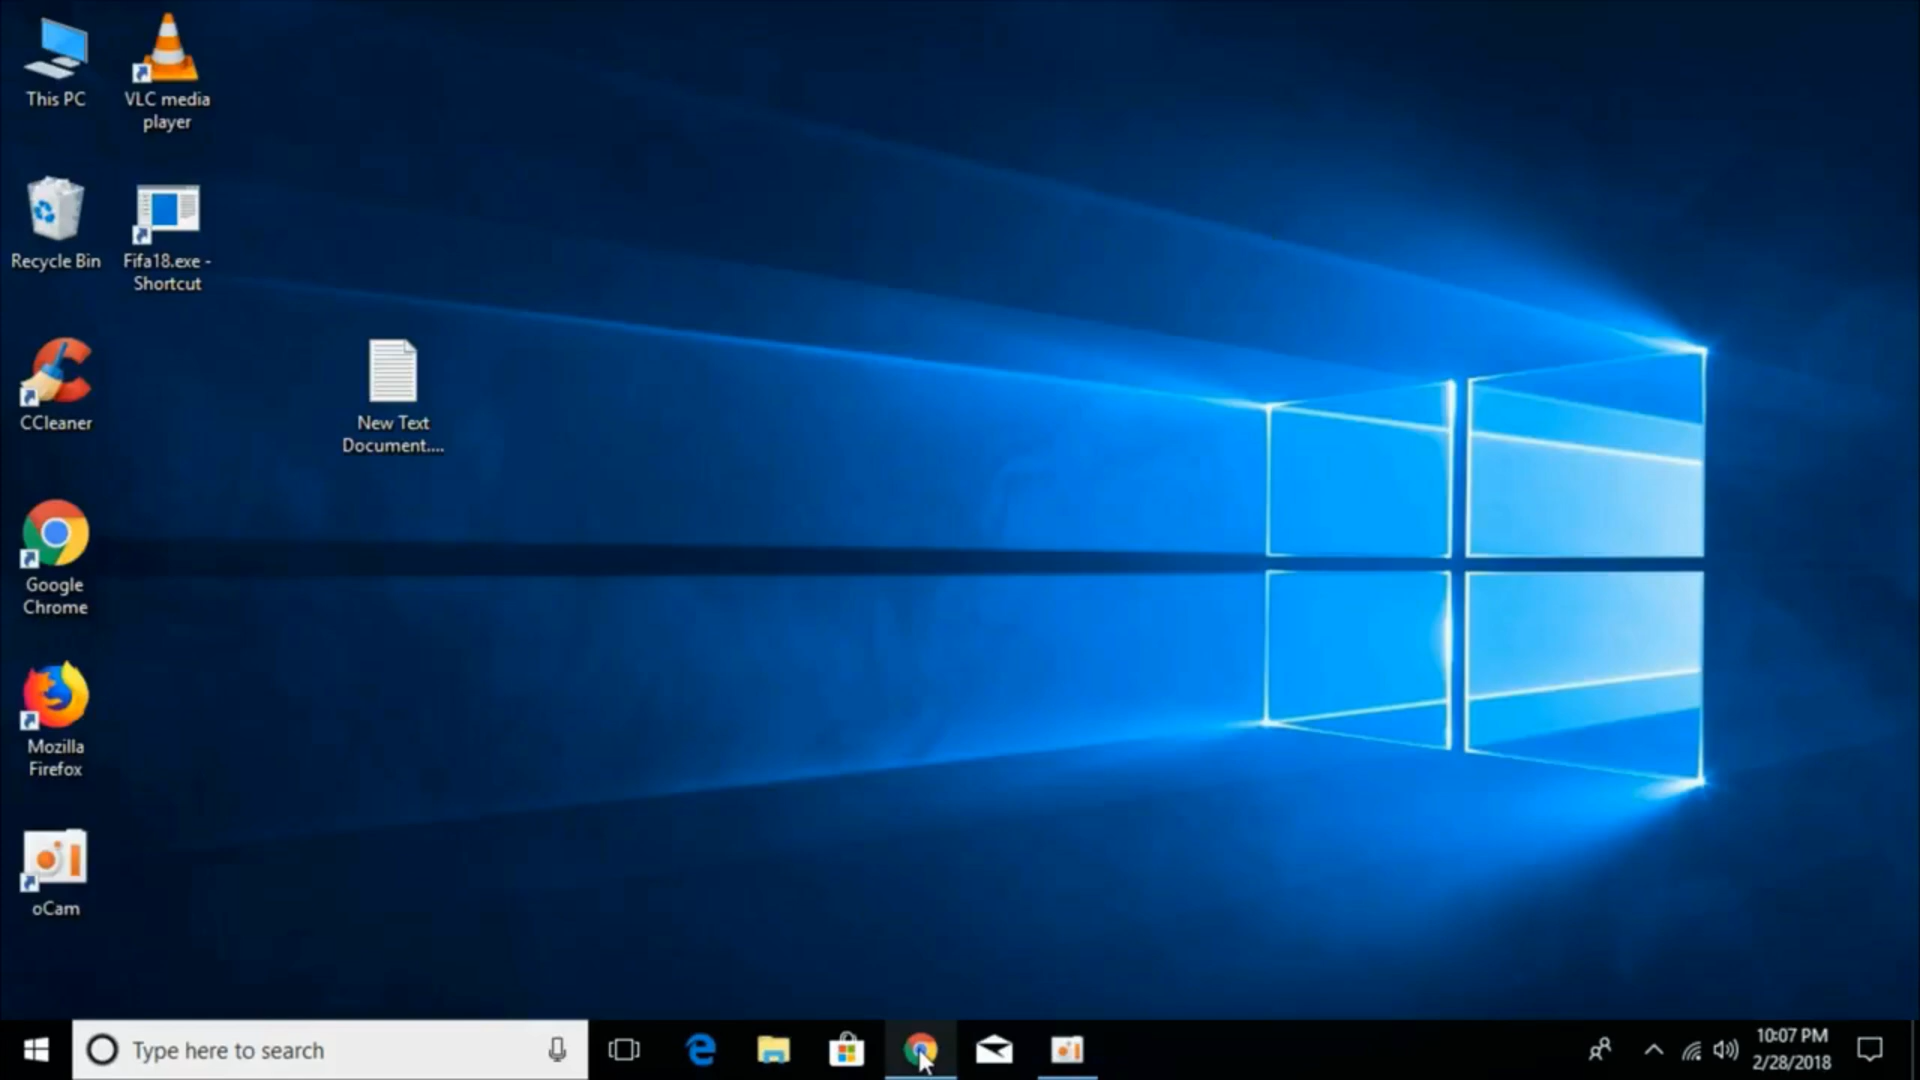 This PC
VLC media
player
Recycle Bin
Fifa18.exe -
Shortcut
CCleaner
New Text
Document....
Google
Chrome
Mozilla
Firefox
oCam
Type here to search
10:07 PM
2/28/2018